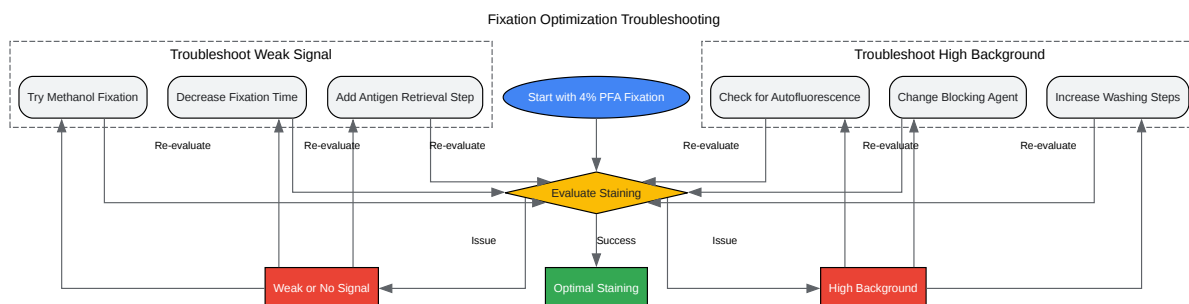 Fixation Optimization Troubleshooting
Troubleshoot Weak Signal
Troubleshoot High Background
Try Methanol Fixation
Decrease Fixation Time
Add Antigen Retrieval Step
Start with 4% PFA Fixation
Check for Autofluorescence
Change Blocking Agent
Increase Washing Steps
Re-evaluate
Re-evaluate
Re-evaluate
Re-evaluate
Re-evaluate
Re-evaluate
Evaluate Staining
Issue
Success
Issue
Weak or No Signal
Optimal Staining
High Background